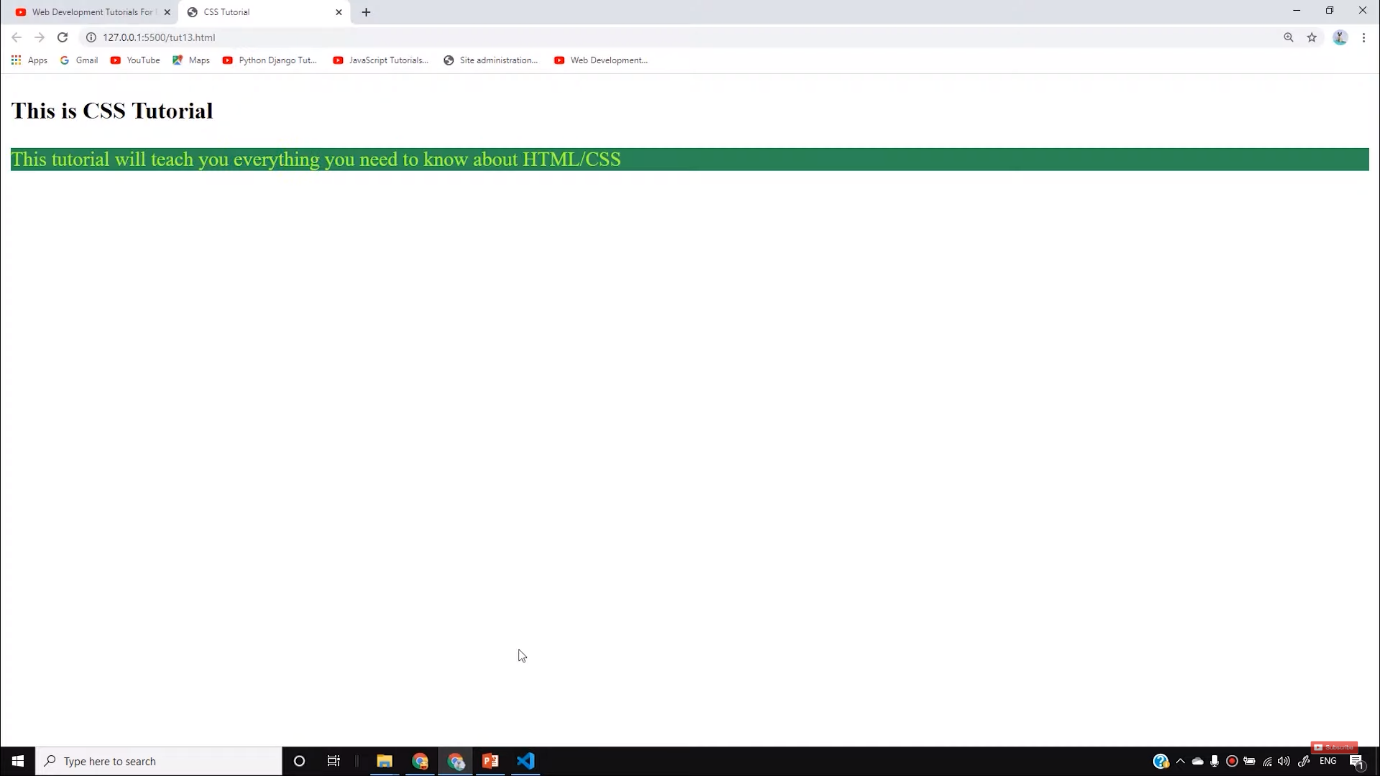 Web Development Tutorials For
CSS Tutorial
127.0.0.1:5500/tut13.html
Apps
Gmail
YouTube
Maps
Python Django Tut...
JavaScript Tutorials...
Site administration...
Web Development...
This is CSS Tutorial
This tutorial will teach you everything you need to know about HTML/CSS
Subscribe
Type here to search
ENG
1